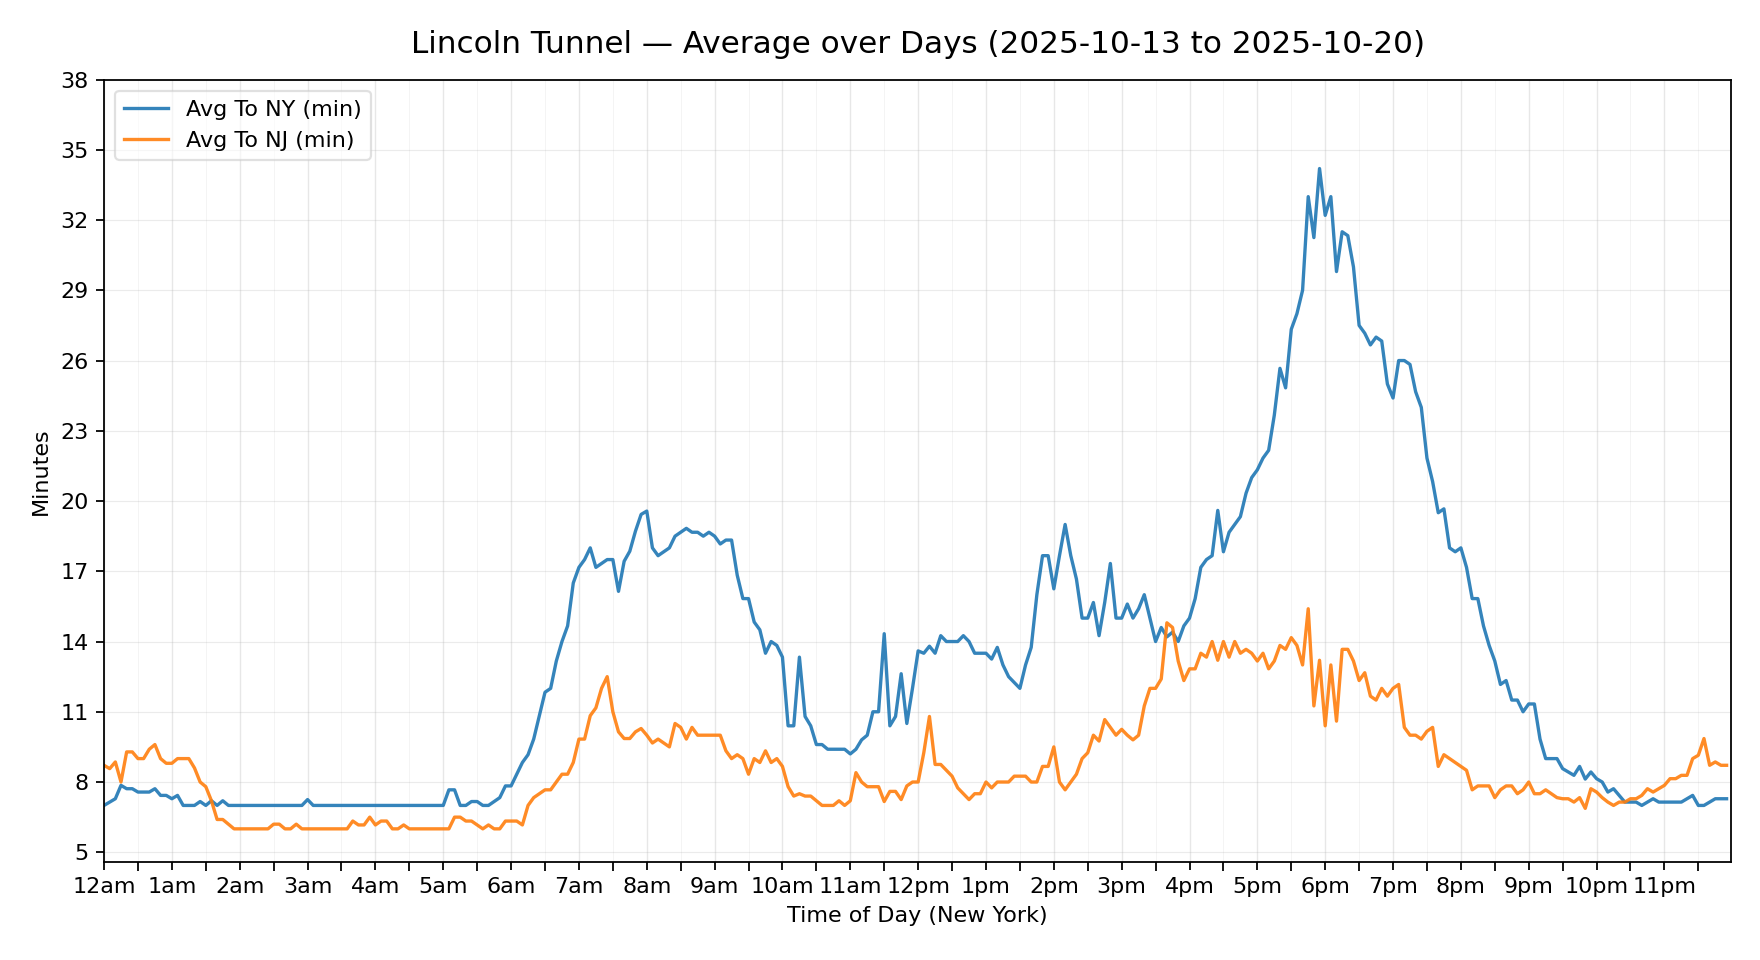 Lincoln Tunnel — Average over Days (2025-10-13 to 2025-10-20)
Avg To NY (min)
Avg To NJ (min)
38
35
32
29
26
23
20
17
14
11
8
5
Minutes
12am 1am 2am 3am 4am 5am 6am 7am 8am 9am 10am 11am 12pm 1pm 2pm 3pm 4pm 5pm 6pm 7pm 8pm 9pm 10pm 11pm
Time of Day (New York)